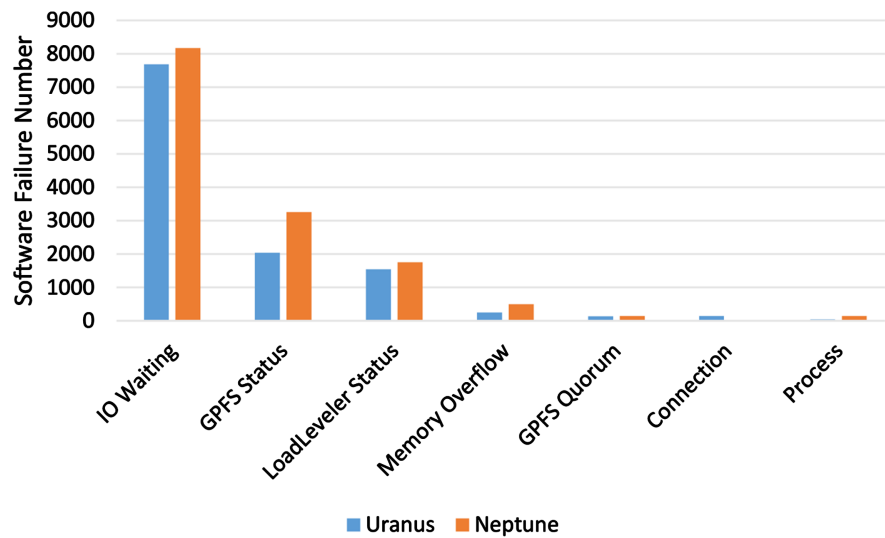 Software Failure Number
9000
8000
7000
6000
5000
4000
3000
2000
1000
0
IO Waiting
GPFS Status
LoadLeveler Status
Memory Overflow
GPFS Quorum
Connection
Process
Uranus
Neptune